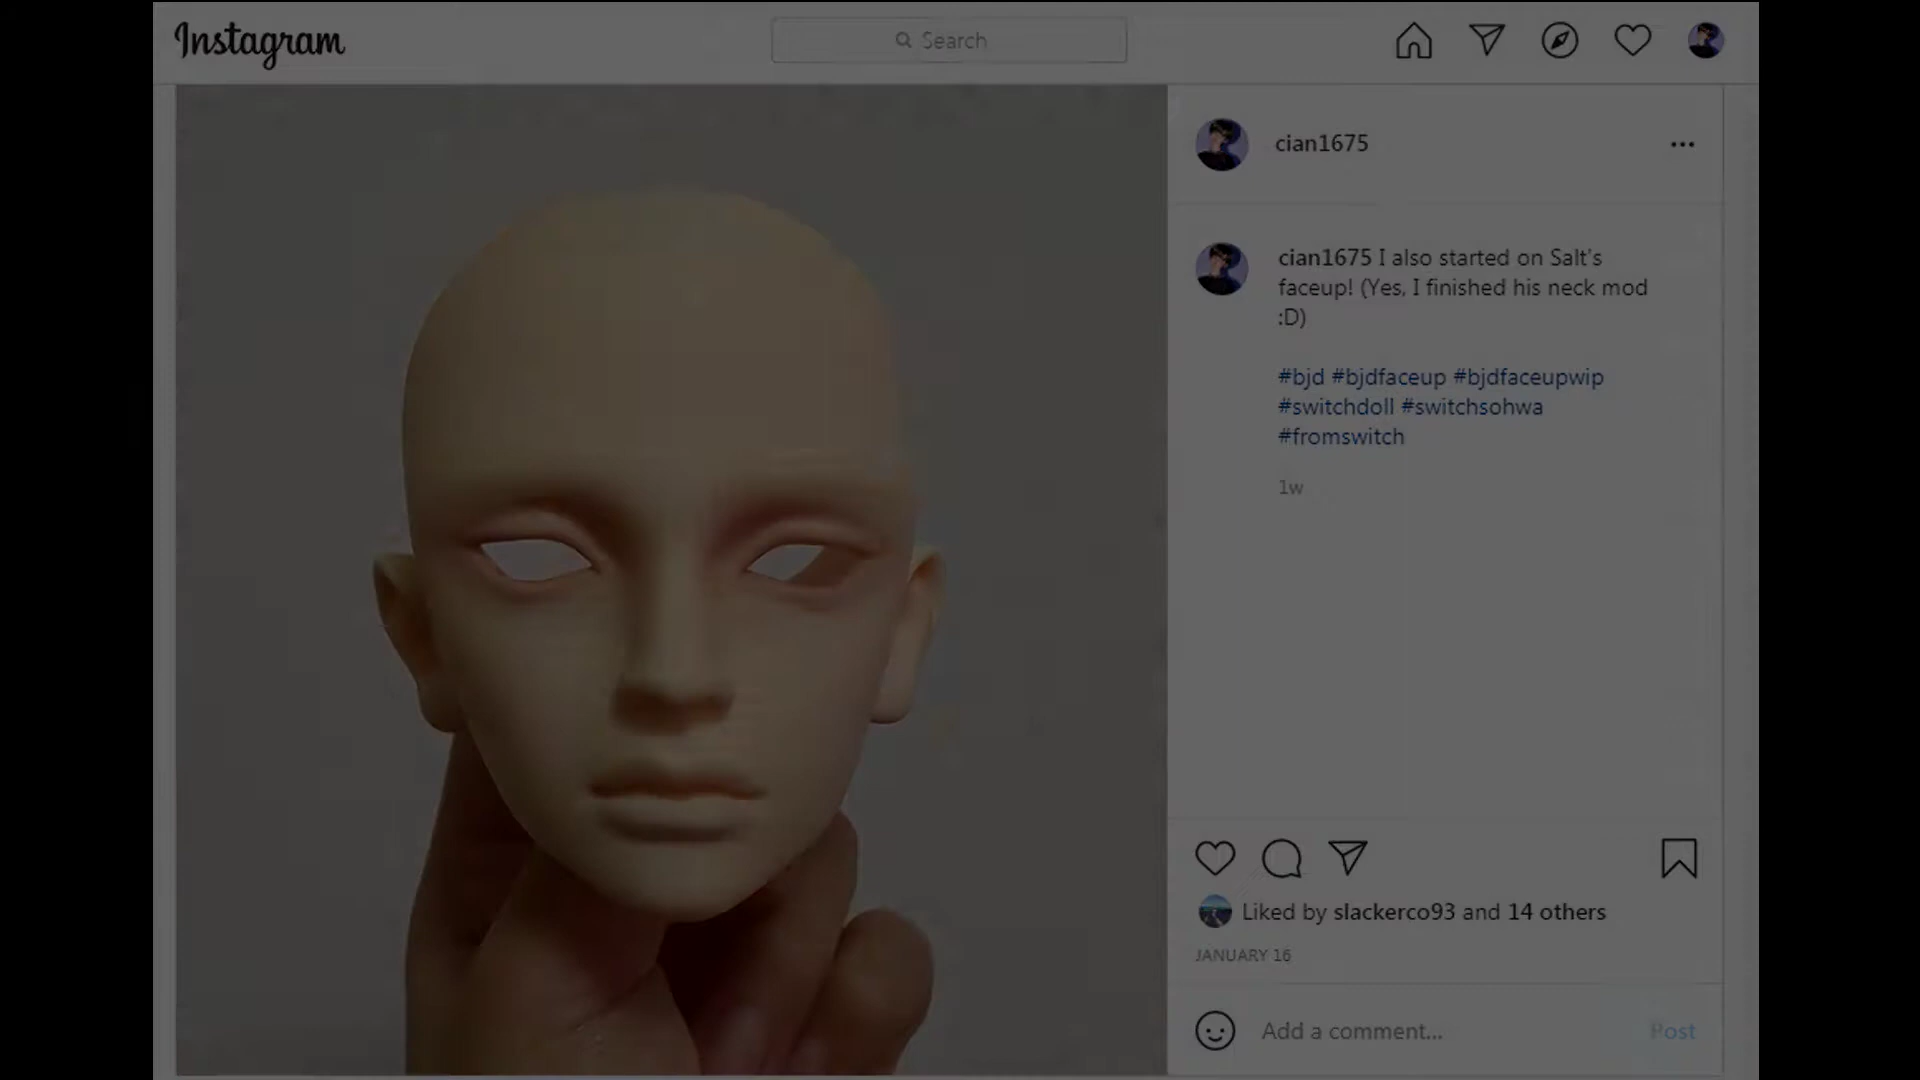 Instagram
Search
cian1675
cian1675 I also started on Salt's
faceup! (Yes, I finished his neck mod
:D)
#bjd #bjdfaceup #bjdfaceupwip
#switchdoll #switchsohwa
#fromswitch
1w
Liked by slackerco93 and 14 others
JANUARY 16
Add a comment...
Post